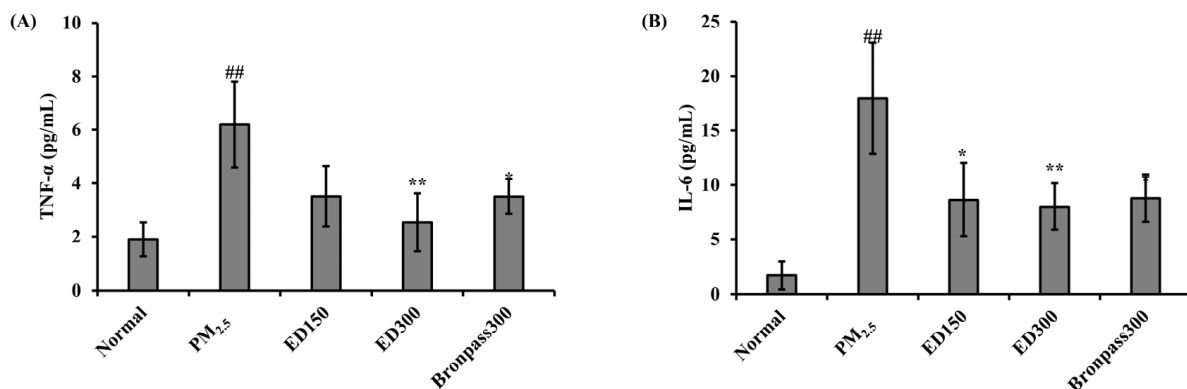 (A)
TNF-α (pg/mL)
10
8
6
4
2
0
##
**
*
Normal
PM2.5
ED150
ED300
Bronpass300
(B)
IL-6 (pg/mL)
25
20
15
10
5
0
##
*
**
*
Normal
PM2.5
ED150
ED300
Bronpass300